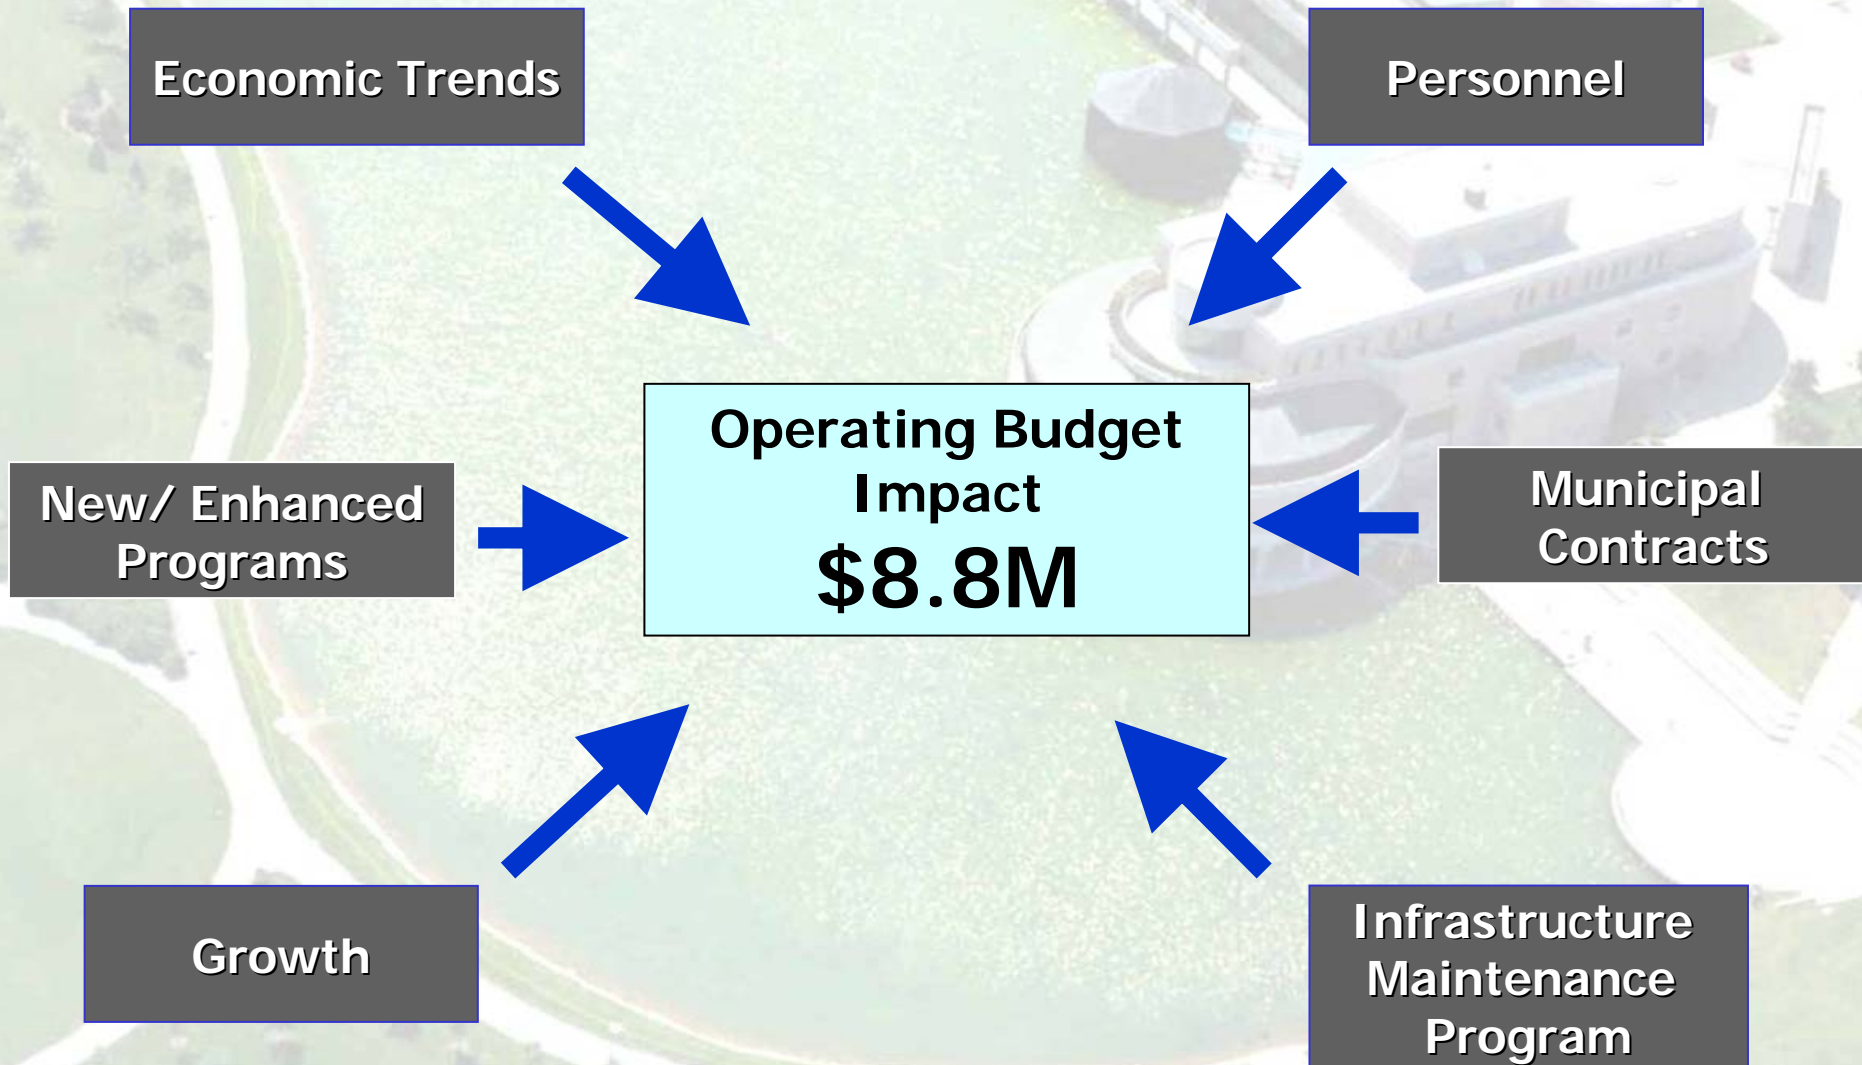 Economic Trends
Personnel
Operating Budget
Impact
$8.8M
New/ Enhanced
Programs
Municipal
Contracts
Growth
Infrastructure
Maintenance
Program